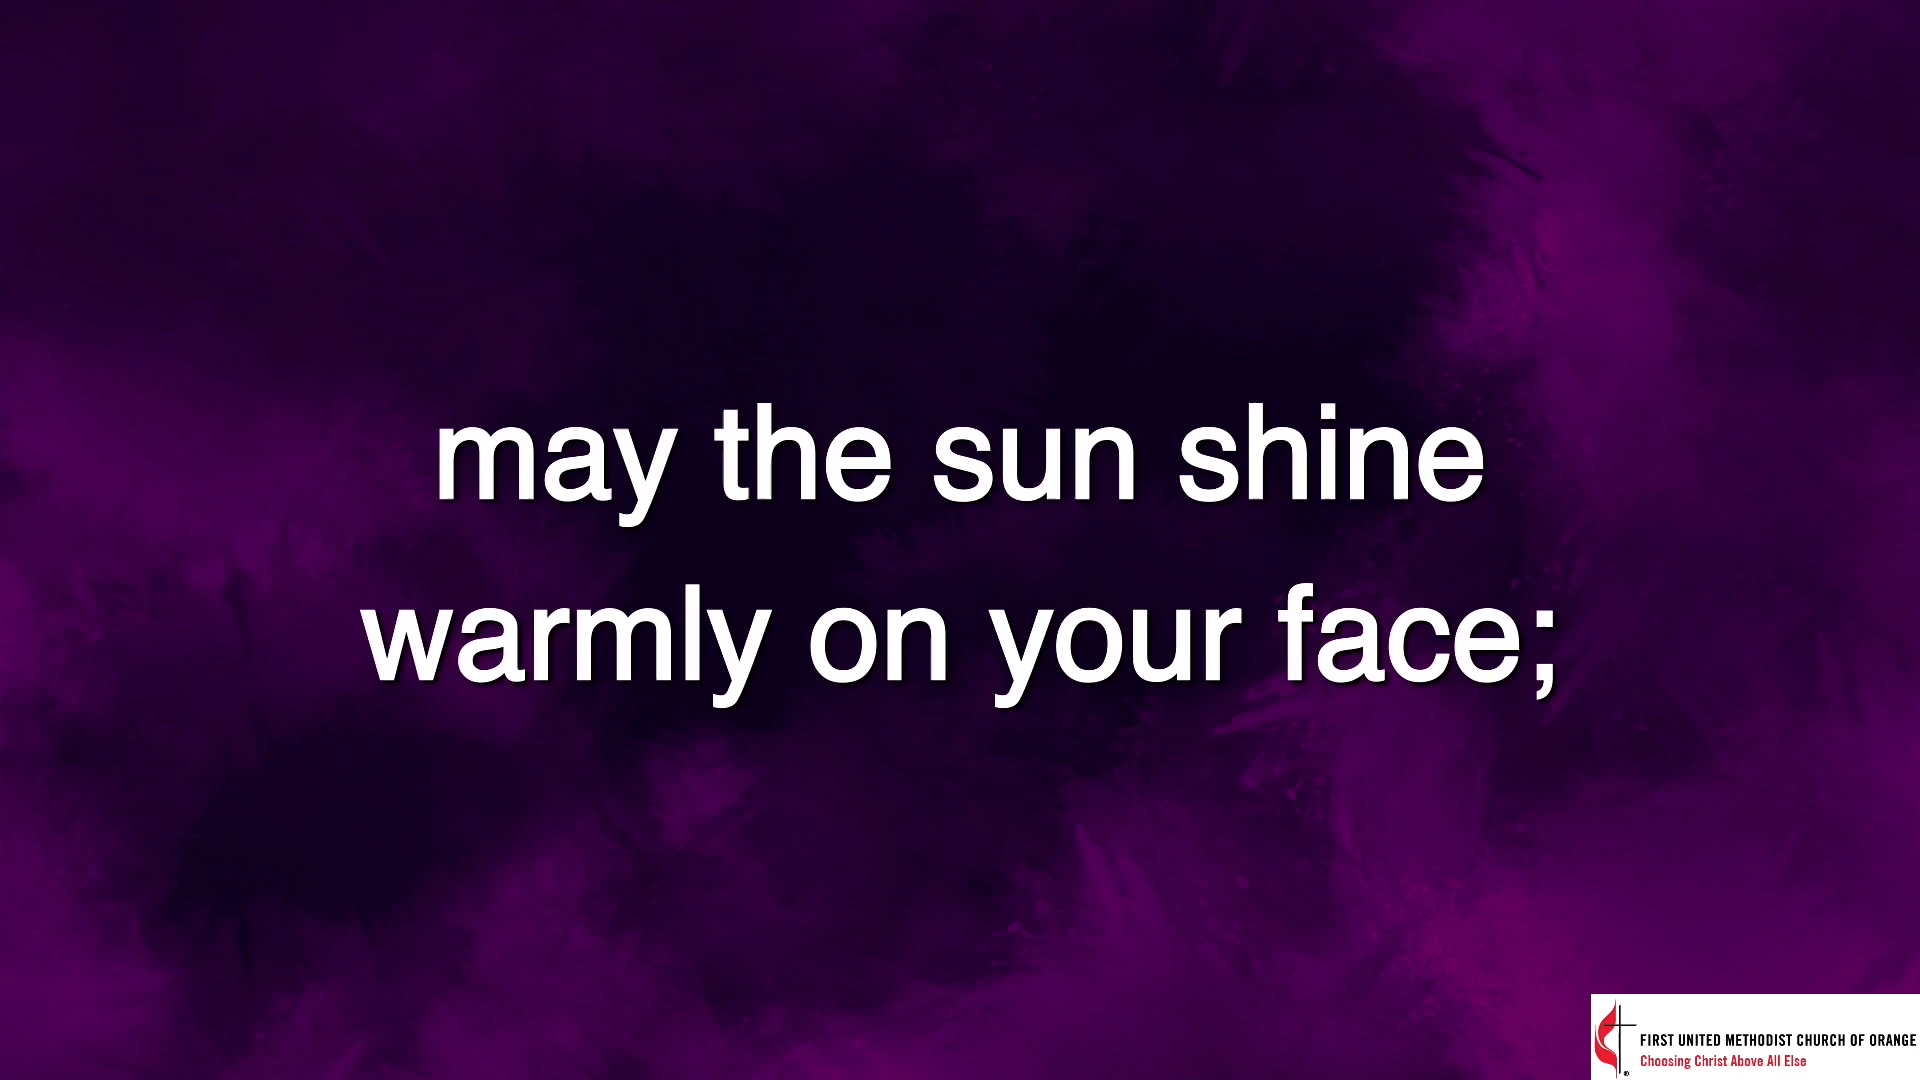 may the sun shine
warmly on your face;
FIRST UNITED METHODIST CHURCH OF ORANGE
Choosing Christ Above All Else
®